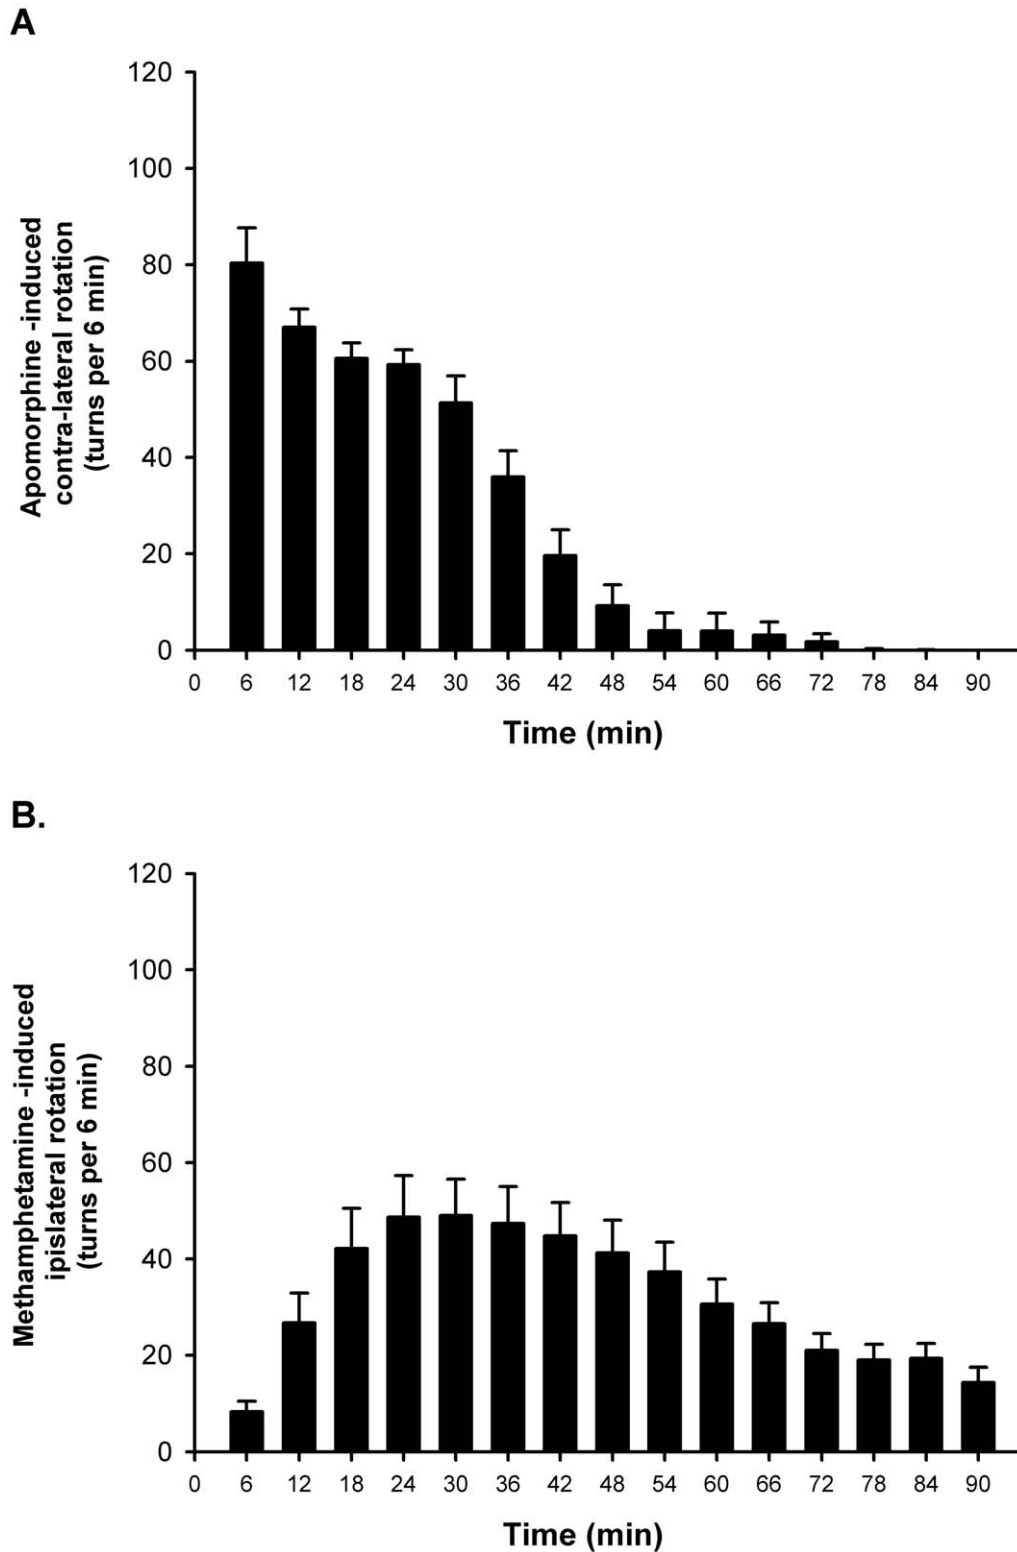 A
120
100
80
60
40
20
0
Apomorphine -induced
contra-lateral rotation
(turns per 6 min)
0 6 12 18 24 30 36 42 48 54 60 66 72 78 84 90
Time (min)
B.
120
100
80
60
40
20
0
Methamphetamine -induced
ipislateral rotation
(turns per 6 min)
0 6 12 18 24 30 36 42 48 54 60 66 72 78 84 90
Time (min)